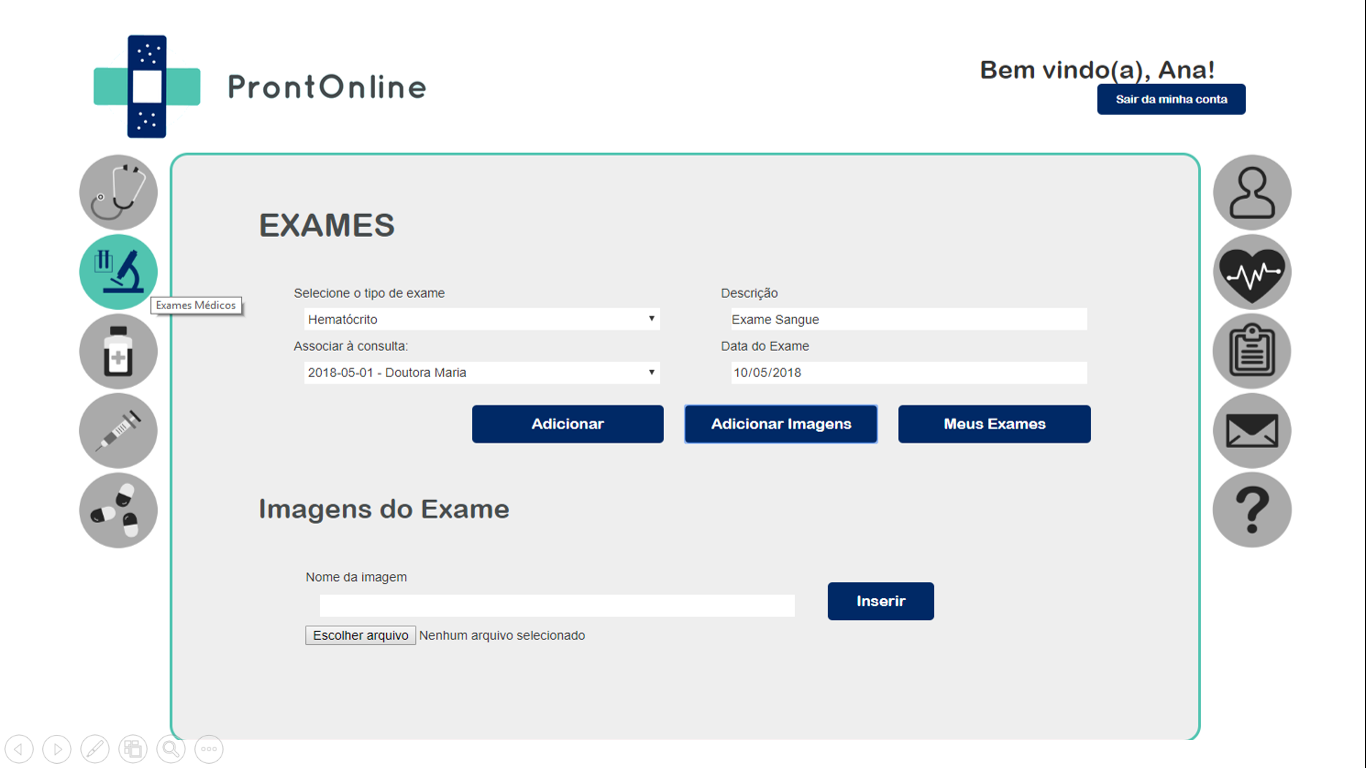 ProntOnline
Bem vindo(a), Ana!
Sair da minha conta
EXAMES
Selecione o tipo de exame
Descrição
Hematócrito
Exame Sangue
Associar à consulta:
Data do Exame
2018-05-01 - Doutora Maria
10/05/2018
Adicionar
Adicionar Imagens
Meus Exames
Exames Médicos
Imagens do Exame
Nome da imagem
Inserir
Escolher arquivo Nenhum arquivo selecionado
?